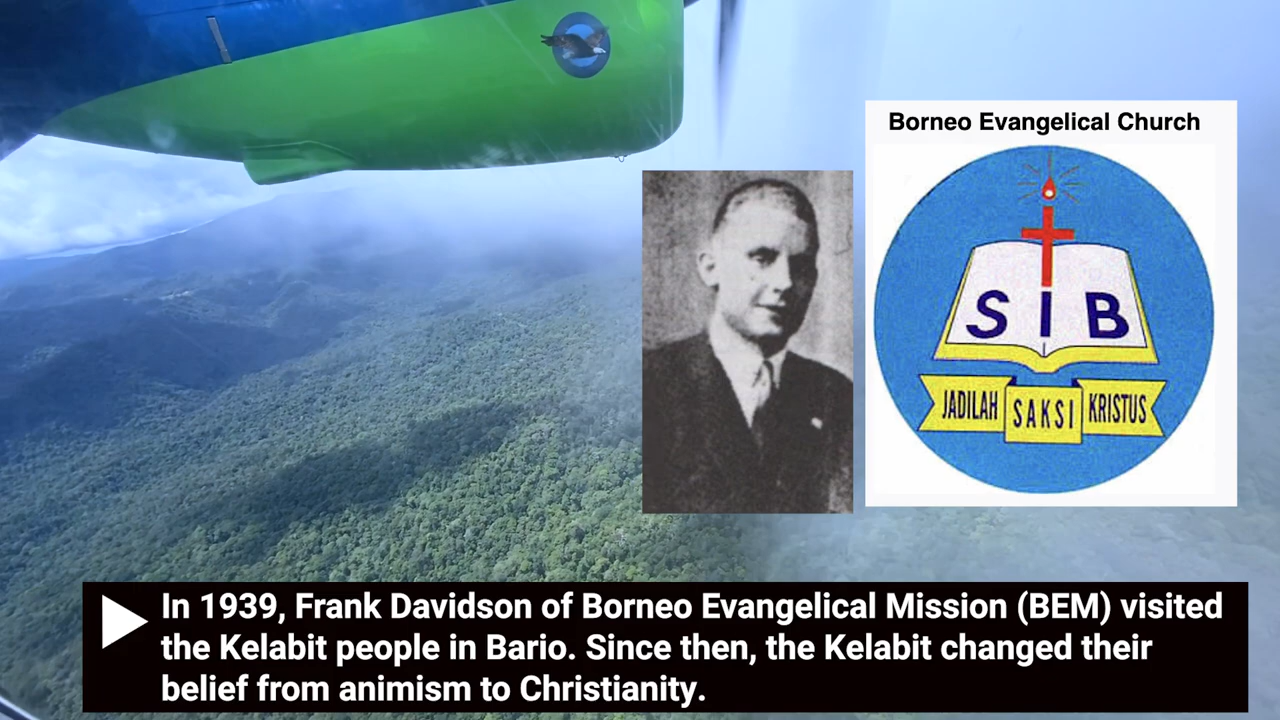 Borneo Evangelical Church
S I B
JADILAH SAKSI KRISTUS
In 1939, Frank Davidson of Borneo Evangelical Mission (BEM) visited
the Kelabit people in Bario. Since then, the Kelabit changed their
belief from animism to Christianity.